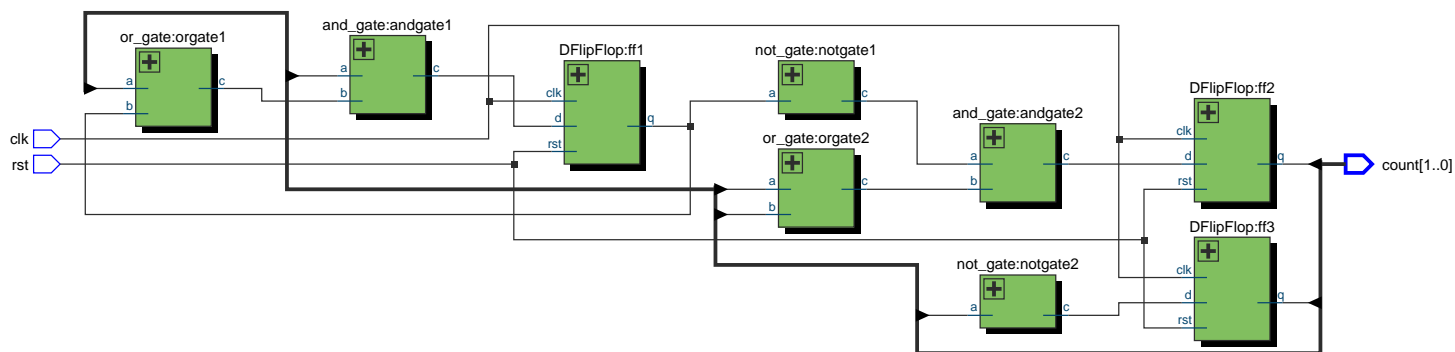 or_gate:orgate1
a
b
c
and_gate:andgate1
a
b
c
DFlipFlop:ff1
clk
d
rst
q
not_gate:notgate1
a
c
or_gate:orgate2
a
b
c
and_gate:andgate2
a
b
c
DFlipFlop:ff2
clk
d
rst
q
not_gate:notgate2
a
c
DFlipFlop:ff3
clk
d
rst
q
clk
rst
count[1..0]